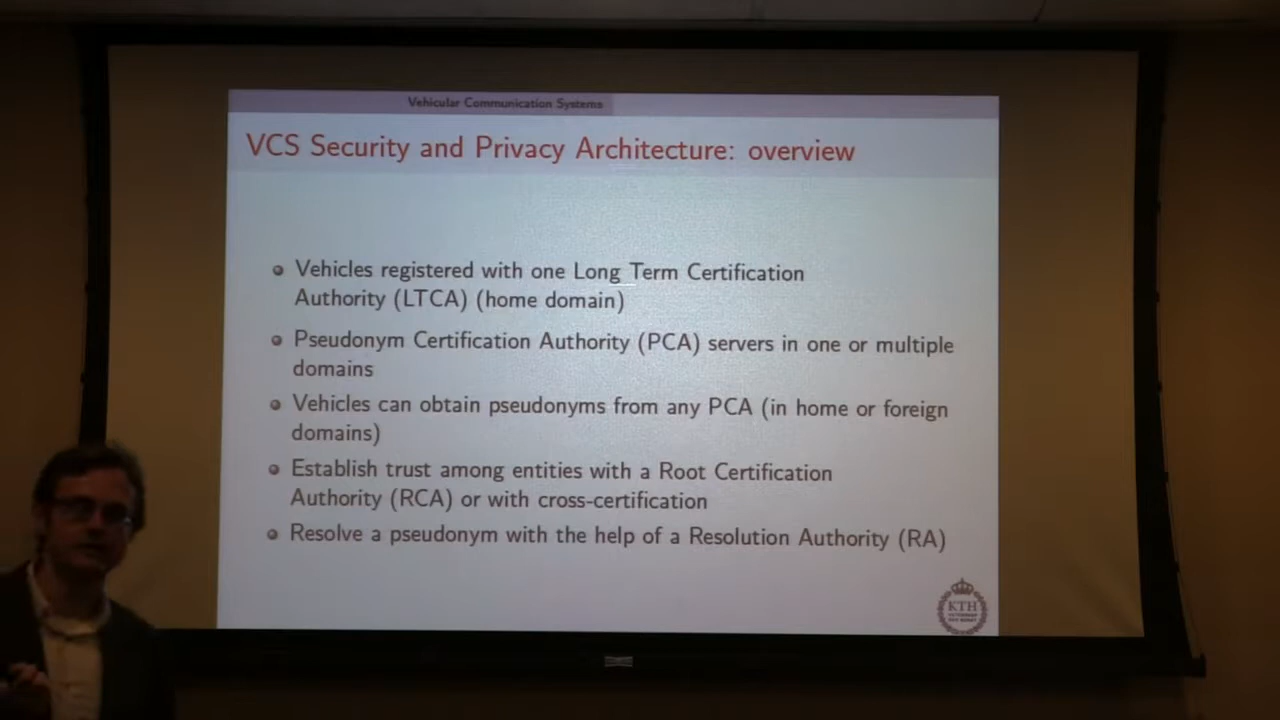 Vehicular Communication Systems
VCS Security and Privacy Architecture: overview
Vehicles registered with one Long Term Certification
Authority (LTCA) (home domain)
Pseudonym Certification Authority (PCA) servers in one or multiple
domains
Vehicles can obtain pseudonyms from any PCA (in home or foreign
domains)
Establish trust among entities with a Root Certification
Authority (RCA) or with cross-certification
Resolve a pseudonym with the help of a Resolution Authority (RA)
KTH